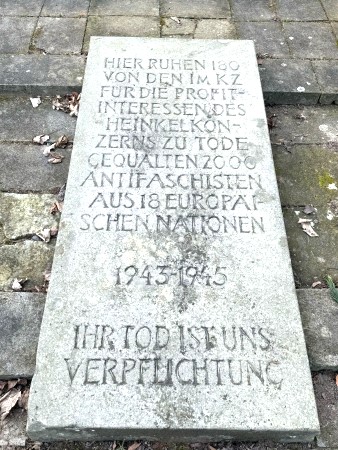 HIER RUHEN 180
VON DEN IM KZ
FÜR DIE PROFIT-
INTERESSEN DES
HEINKELKON-
ZERNS ZU TODE
GEQUÄLTEN 2000
ANTIFASCHISTEN
AUS 18 EUROPÄI-
SCHEN NATIONEN
1943-1945
IHR TOD IST UNS
VERPFLICHTUNG